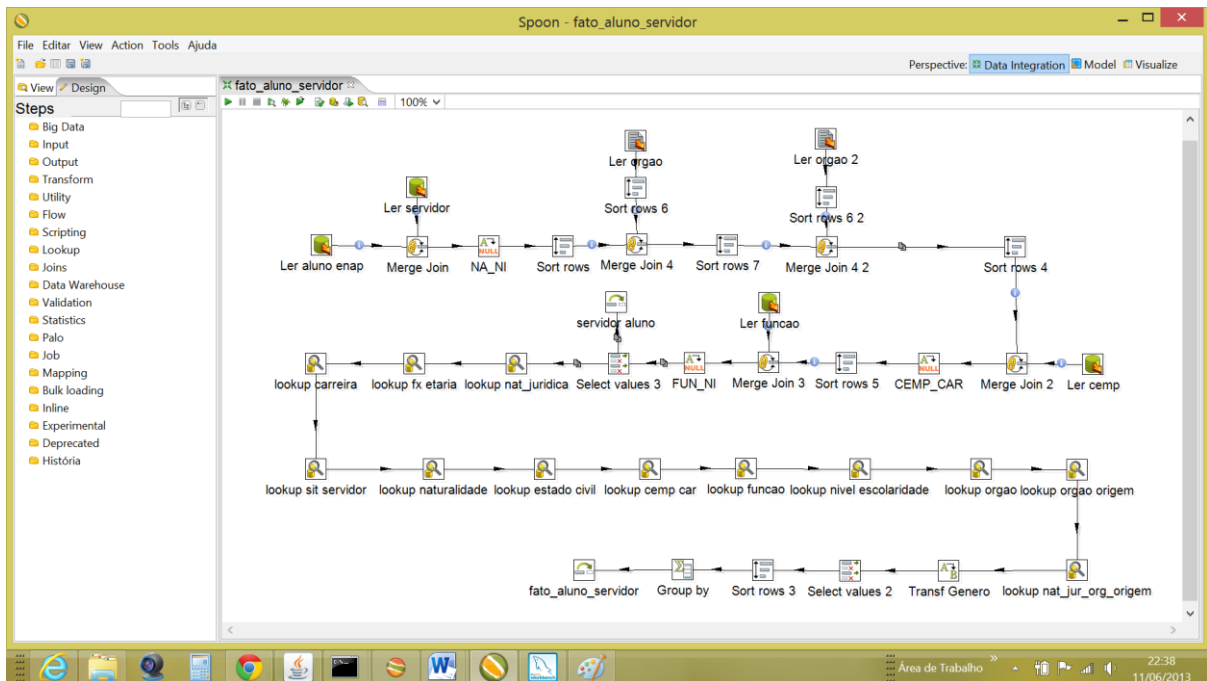 Spoon - fato_aluno_servidor
File Editar View Action Tools Ajuda
Perspective: Data Integration Model Visualize
View Design
fato_aluno_servidor
Steps
100%
Big Data
Input
Output
Transform
Utility
Flow
Scripting
Lookup
Joins
Data Warehouse
Validation
Statistics
Palo
Job
Mapping
Bulk loading
Inline
Experimental
Deprecated
História
Ler orgao
Ler orgao 2
Ler servidor
Sort rows 6
Sort rows 6 2
Ler aluno enap
Merge Join
NULL
NA_NI
Sort rows
Merge Join 4
Sort rows 7
Merge Join 4 2
Sort rows 4
servidor aluno
Ler funcao
lookup carreira
lookup fx etaria
lookup nat_juridica
Select values 3
NULL
FUN_NI
Merge Join 3
Sort rows 5
NULL
CEMP_CAR
Merge Join 2
Ler cemp
lookup sit servidor
lookup naturalidade
lookup estado civil
lookup cemp car
lookup funcao
lookup nivel escolaridade
lookup orgao
lookup orgao origem
fato_aluno_servidor
Group by
Sort rows 3
Select values 2
Transf Genero
lookup nat_jur_org_origem
Área de Trabalho
22:38
11/06/2013